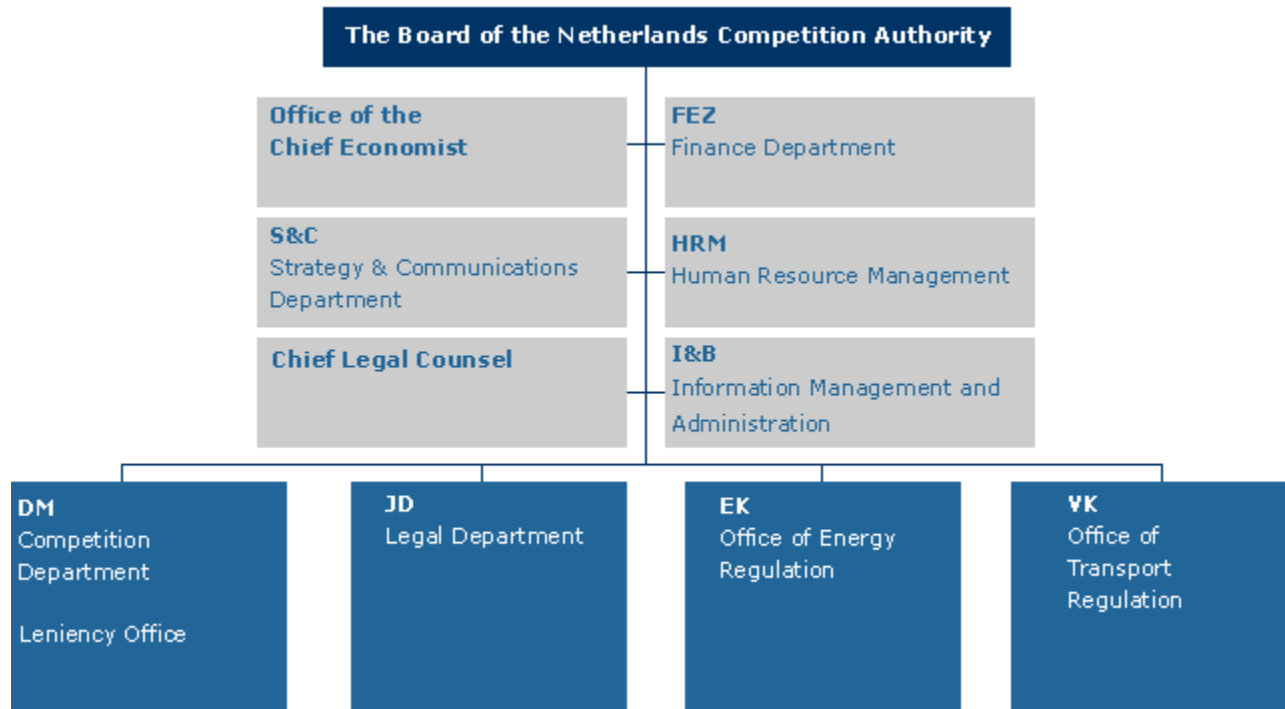 The Board of the Netherlands Competition Authority
Office of the
Chief Economist
FEZ
Finance Department
S&C
Strategy & Communications
Department
HRM
Human Resource Management
Chief Legal Counsel
I&B
Information Management and
Administration
DM
Competition
Department
Leniency Office
JD
Legal Department
EK
Office of Energy
Regulation
VK
Office of
Transport
Regulation